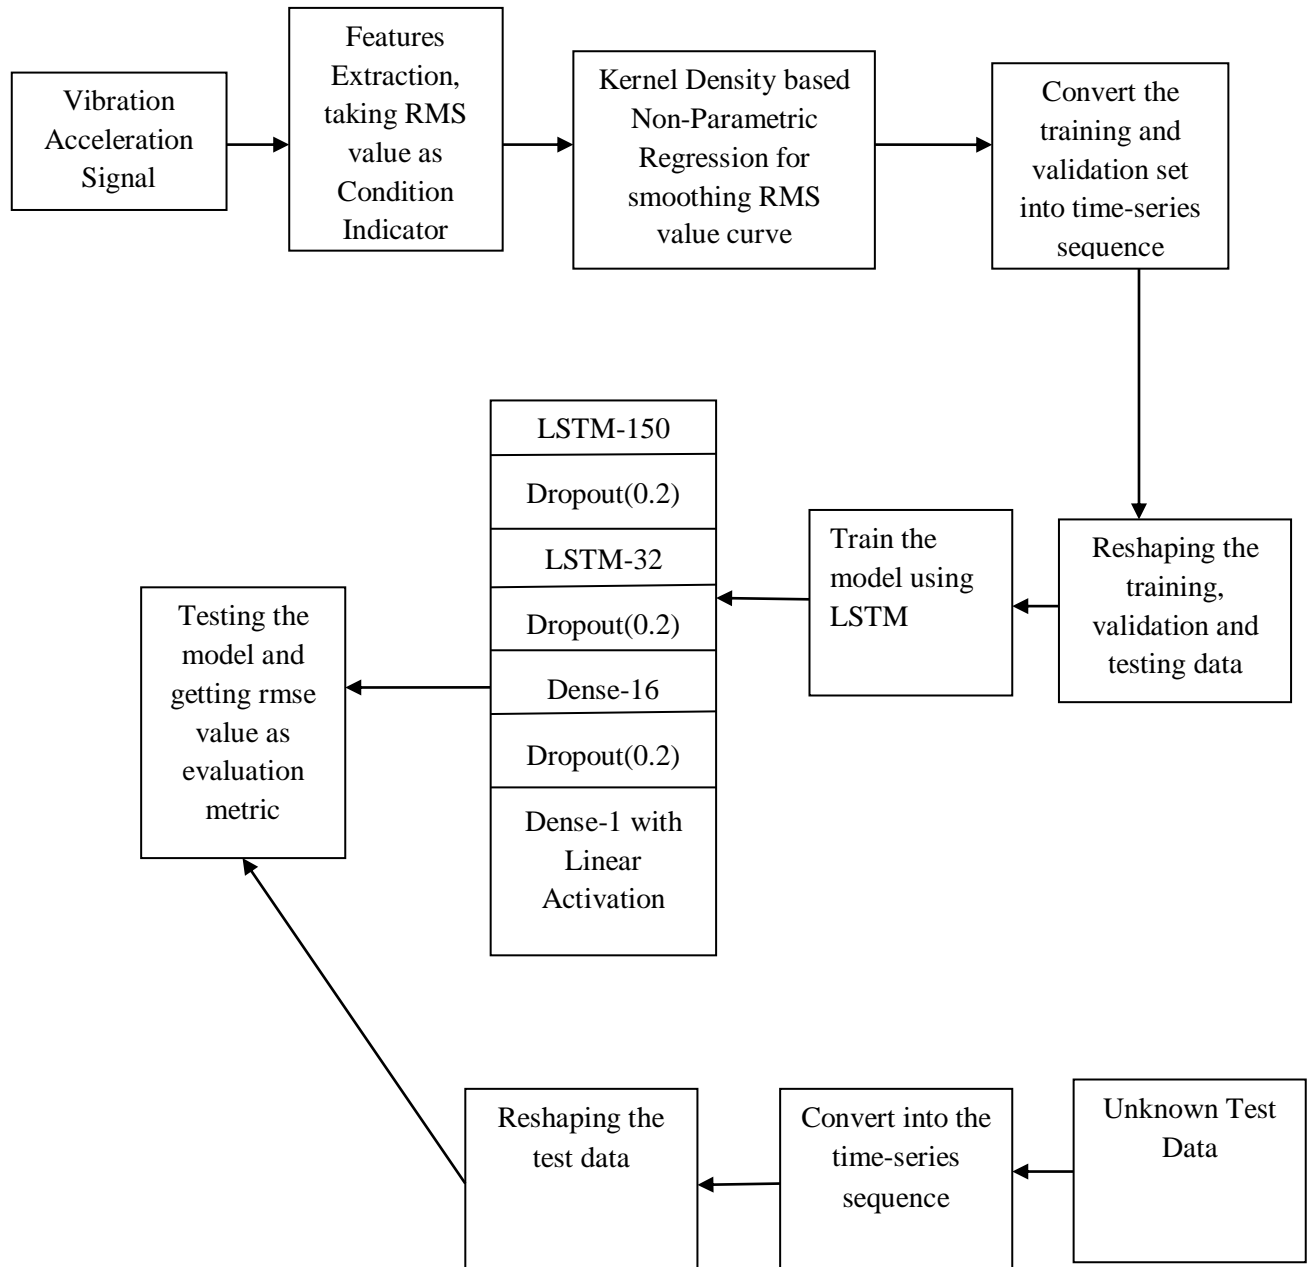 Vibration
Acceleration
Signal
Features
Extraction,
taking RMS
value as
Condition
Indicator
Kernel Density based
Non-Parametric
Regression for
smoothing RMS
value curve
Convert the
training and
validation set
into time-series
sequence
Reshaping the
training,
validation and
testing data
Train the
model using
LSTM
LSTM-150
Dropout(0.2)
LSTM-32
Dropout(0.2)
Dense-16
Dropout(0.2)
Dense-1 with
Linear
Activation
Testing the
model and
getting rmse
value as
evaluation
metric
Reshaping the
test data
Convert into the
time-series
sequence
Unknown Test
Data